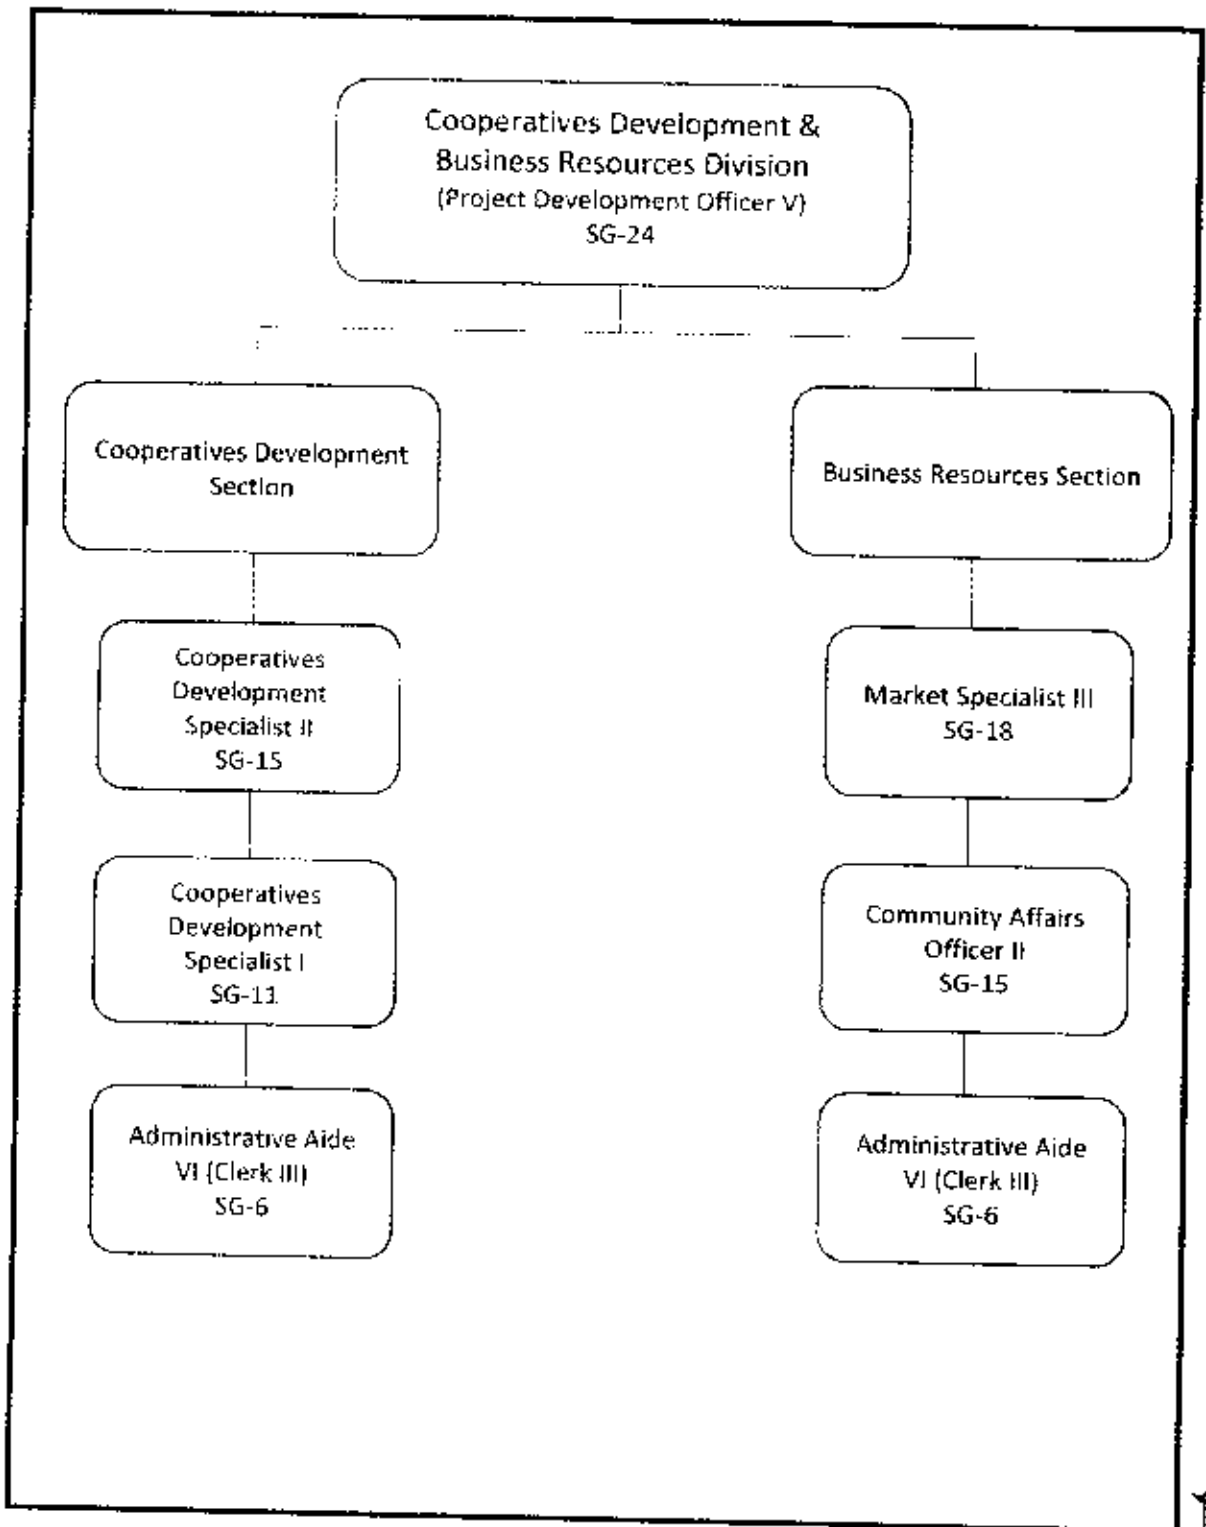 Cooperatives Development &
Business Resources Division
(Project Development Officer V)
SG-24
Cooperatives Development
Section
Business Resources Section
Cooperatives
Development
Specialist II
SG-15
Market Specialist III
SG-18
Cooperatives
Development
Specialist I
SG-11
Community Affairs
Officer II
SG-15
Administrative Aide
VI (Clerk III)
SG-6
Administrative Aide
VI (Clerk III)
SG-6